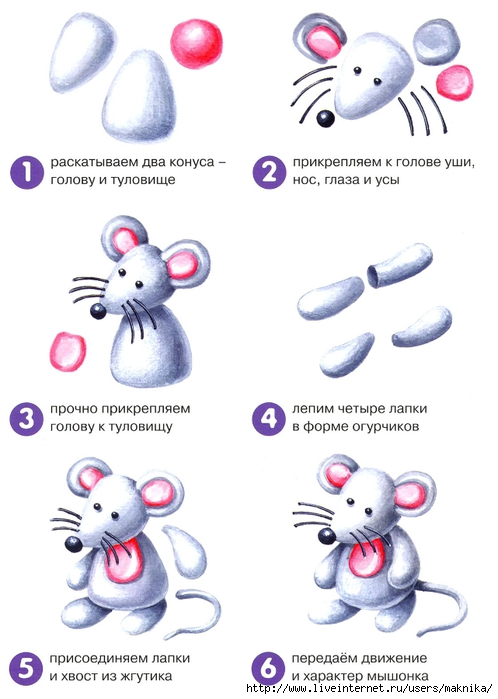 1 раскатываем два конуса –
голову и туловище
2 прикрепляем к голове уши,
нос, глаза и усы
3 прочно прикрепляем
голову к туловищу
4 лепим четыре лапки
в форме огурчиков
5 присоединяем лапки
и хвост из жгутика
6 передаём движение
и характер мышонка
http://www.liveinternet.ru/users/maknika/